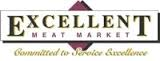 EXCELLENT
MEAT MARKET
Committed to Service Excellence